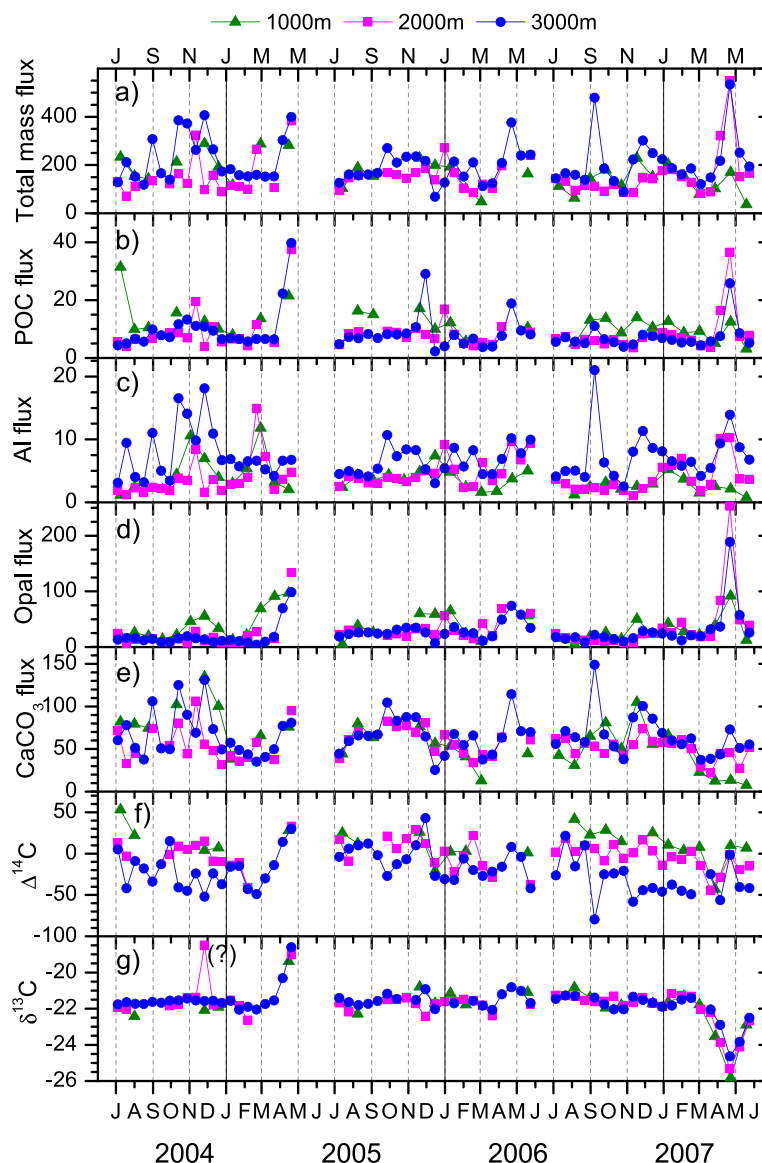 1000m 2000m 3000m
J S N J M M J S N J M M J S N J M M
a)
Total mass flux
400
200
0
b)
POC flux
40
20
0
c)
Al flux
20
10
0
d)
Opal flux
200
100
0
e)
CaCO₃ flux
150
100
50
0
f)
Δ¹⁴C
50
0
-50
-100
g)
(?)
δ¹³C
-20
-22
-24
-26
J A S O N D J F M A M J J A S O N D J F M A M J J A S O N D J F M A M J
2004 2005 2006 2007